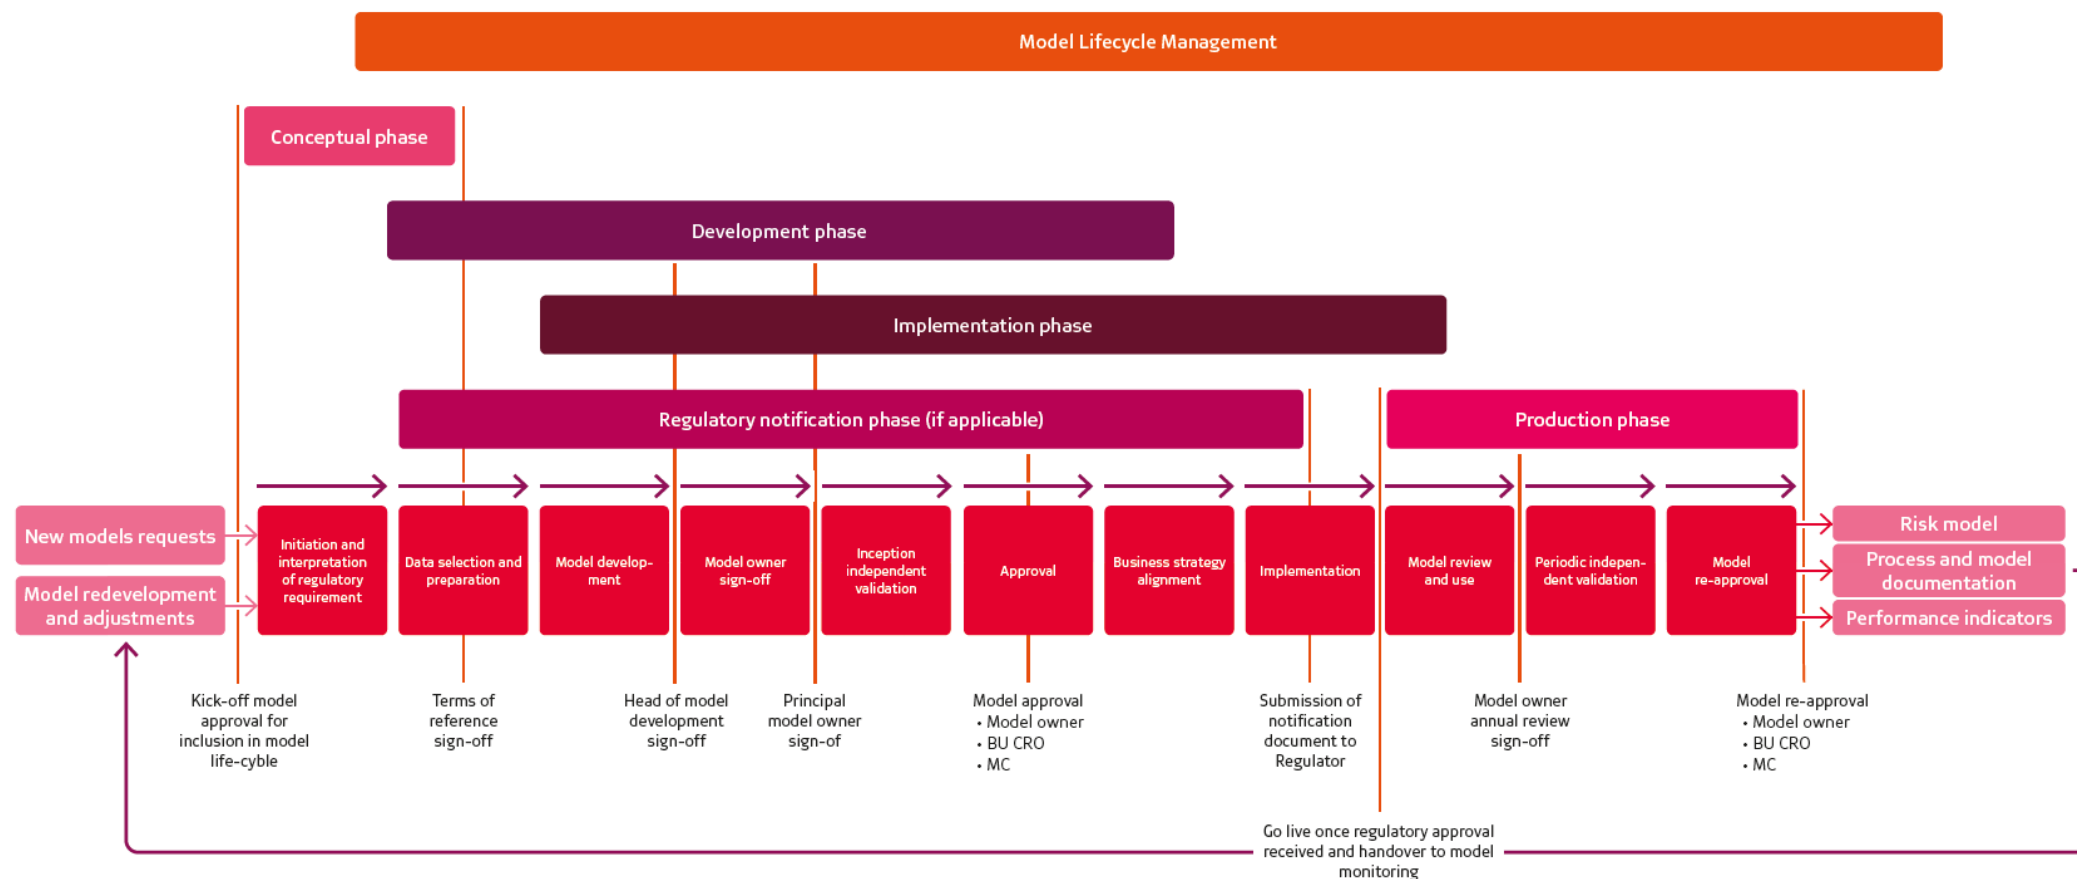 Model Lifecycle Management
Conceptual phase
Development phase
Implementation phase
Regulatory notification phase (if applicable)
Production phase
New models requests
Model redevelopment
and adjustments
Initiation and
interpretation
of regulatory
requirement
Data selection and
preparation
Model develop-
ment
Model owner
sign-off
Inception
independent
validation
Approval
Business strategy
alignment
Implementation
Model review
and use
Periodic indepen-
dent validation
Model
re-approval
Risk model
Process and model
documentation
Performance indicators
Kick-off model
approval for
inclusion in model
life-cyble
Terms of
reference
sign-off
Head of model
development
sign-off
Principal
model owner
sign-of
Model approval
• Model owner
• BU CRO
• MC
Submission of
notification
document to
Regulator
Model owner
annual review
sign-off
Model re-approval
• Model owner
• BU CRO
• MC
Go live once regulatory approval
received and handover to model
monitoring